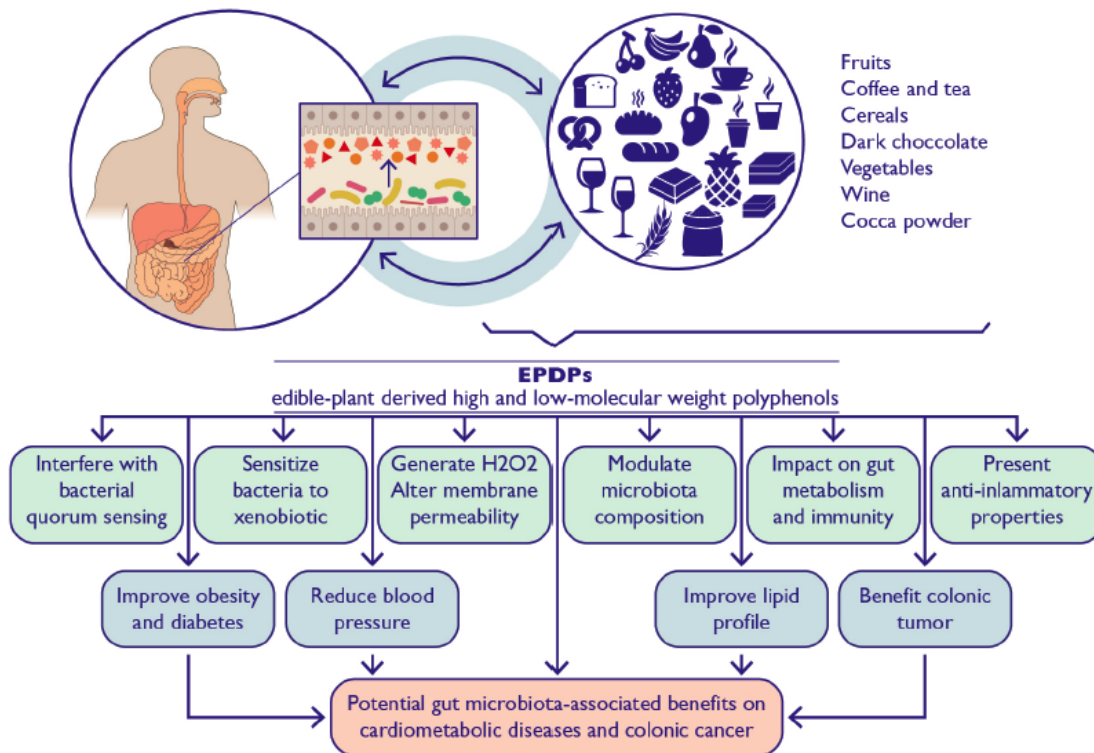 Fruits
Coffee and tea
Cereals
Dark choccolate
Vegetables
Wine
Cocca powder
EPDPs
edible-plant derived high and low-molecular weight polyphenols
Interfere with
bacterial
quorum sensing
Sensitize
bacteria to
xenobiotic
Generate H2O2
Alter membrane
permeability
Modulate
microbiota
composition
Impact on gut
metabolism
and immunity
Present
anti-inlammatory
properties
Improve obesity
and diabetes
Reduce blood
pressure
Improve lipid
profile
Benefit colonic
tumor
Potential gut microbiota-associated benefits on
cardiometabolic diseases and colonic cancer